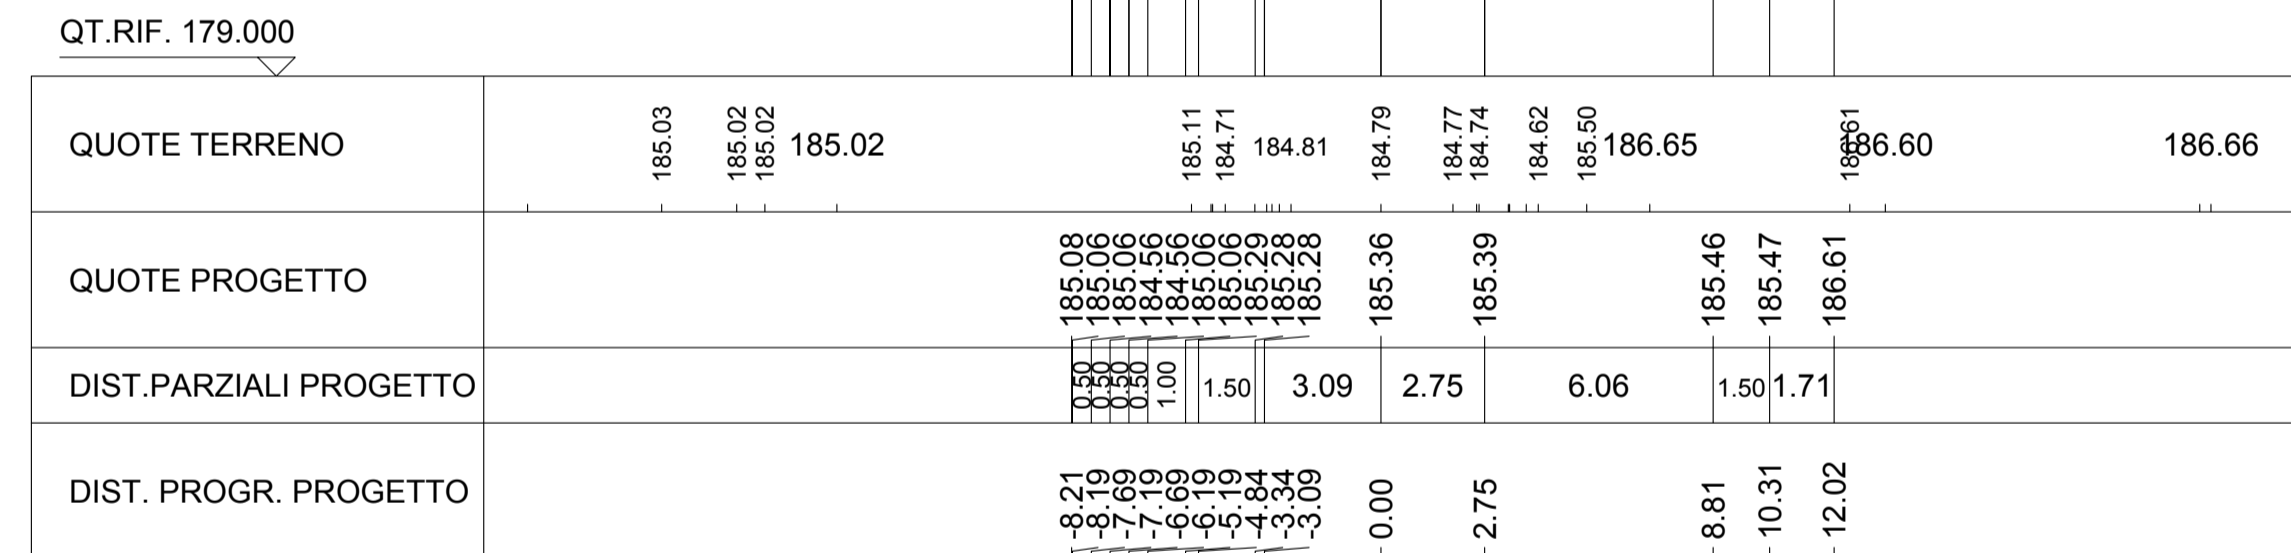 QT.RIF. 179.000
QUOTE TERRENO 185.03 185.02 185.02 185.02 185.11 184.71 184.81 184.79 184.77 184.74 184.62 185.50 186.65 186.61 186.60 186.66
QUOTE PROGETTO 185.08 185.06 185.06 184.56 184.56 185.06 185.06 185.29 185.28 185.28 185.36 185.39 185.46 185.47 186.61
DIST.PARZIALI PROGETTO 0.50 0.50 0.50 0.50 1.00 1.50 3.09 2.75 6.06 1.50 1.71
DIST. PROGR. PROGETTO -8.21 -8.19 -7.69 -7.19 -6.69 -6.19 -5.19 -4.84 -3.34 -3.09 0.00 2.75 8.81 10.31 12.02